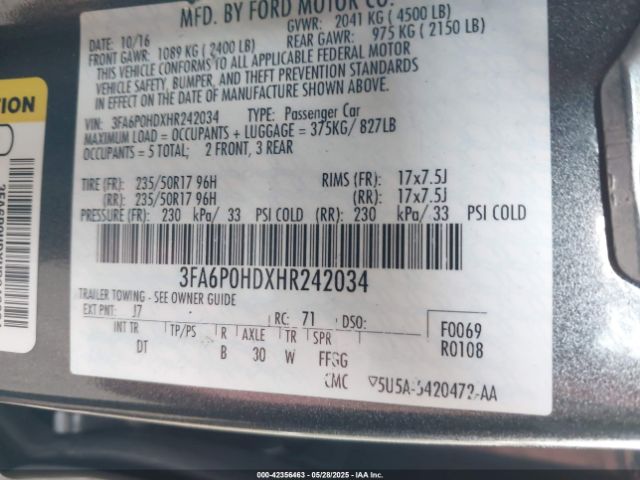 MFD. BY FORD MOTOR CO.
DATE: 10/16 GVWR: 2041 KG ( 4500 LB)
FRONT GAWR: 1089 KG ( 2400 LB) REAR GAWR: 975 KG ( 2150 LB)
THIS VEHICLE CONFORMS TO ALL APPLICABLE FEDERAL MOTOR
VEHICLE SAFETY, BUMPER, AND THEFT PREVENTION STANDARDS
IN EFFECT ON THE DATE OF MANUFACTURE SHOWN ABOVE.
VIN: 3FA6P0HDXHR242034 TYPE: Passenger Car
MAXIMUM LOAD = OCCUPANTS + LUGGAGE = 375KG/ 827LB
OCCUPANTS = 5 TOTAL: 2 FRONT, 3 REAR
TIRE (FR): 235/50R17 96H RIMS (FR): 17x7.5J
(RR): 235/50R17 96H (RR): 17x7.5J
PRESSURE (FR): 230 kPa/ 33 PSI COLD (RR): 230 kPa/ 33 PSI COLD
3FA6P0HDXHR242034
TRAILER TOWING - SEE OWNER GUIDE
EXT PNT: J7 RC: 71 DSO: F0069
INT TR TP/PS R AXLE TR SPR R0108
DT B 30 W FFGG
CMC 5U5A-5420472-AA
000-42356463 | 05/28/2025 | IAAI.COM